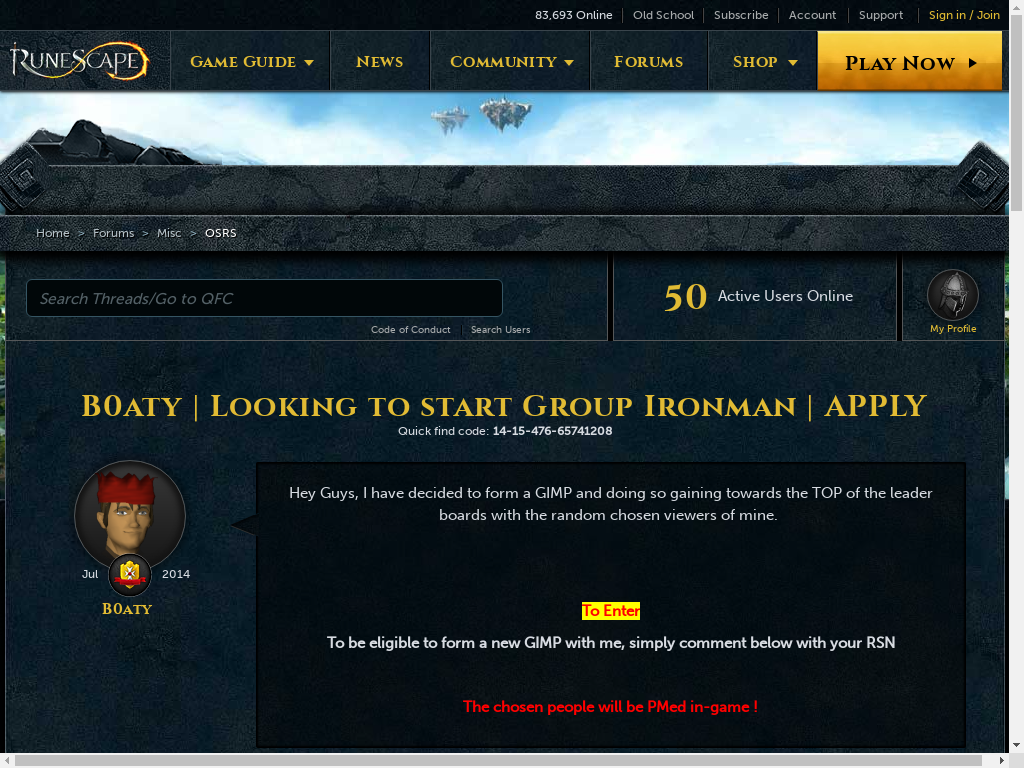 83,693 Online
Old School
Subscribe
Account
Support
Sign in / Join
RuneScape
Game Guide
News
Community
Forums
Shop
Play Now
Home > Forums > Misc > OSRS
Search Threads/Go to QFC
Code of Conduct
Search Users
50 Active Users Online
My Profile
B0aty | Looking to start Group Ironman | APPLY
Quick find code: 14-15-476-65741208
Jul 2014
B0aty
Hey Guys, I have decided to form a GIMP and doing so gaining towards the TOP of the leader
boards with the random chosen viewers of mine.
To Enter
To be eligible to form a new GIMP with me, simply comment below with your RSN
The chosen people will be PMed in-game !